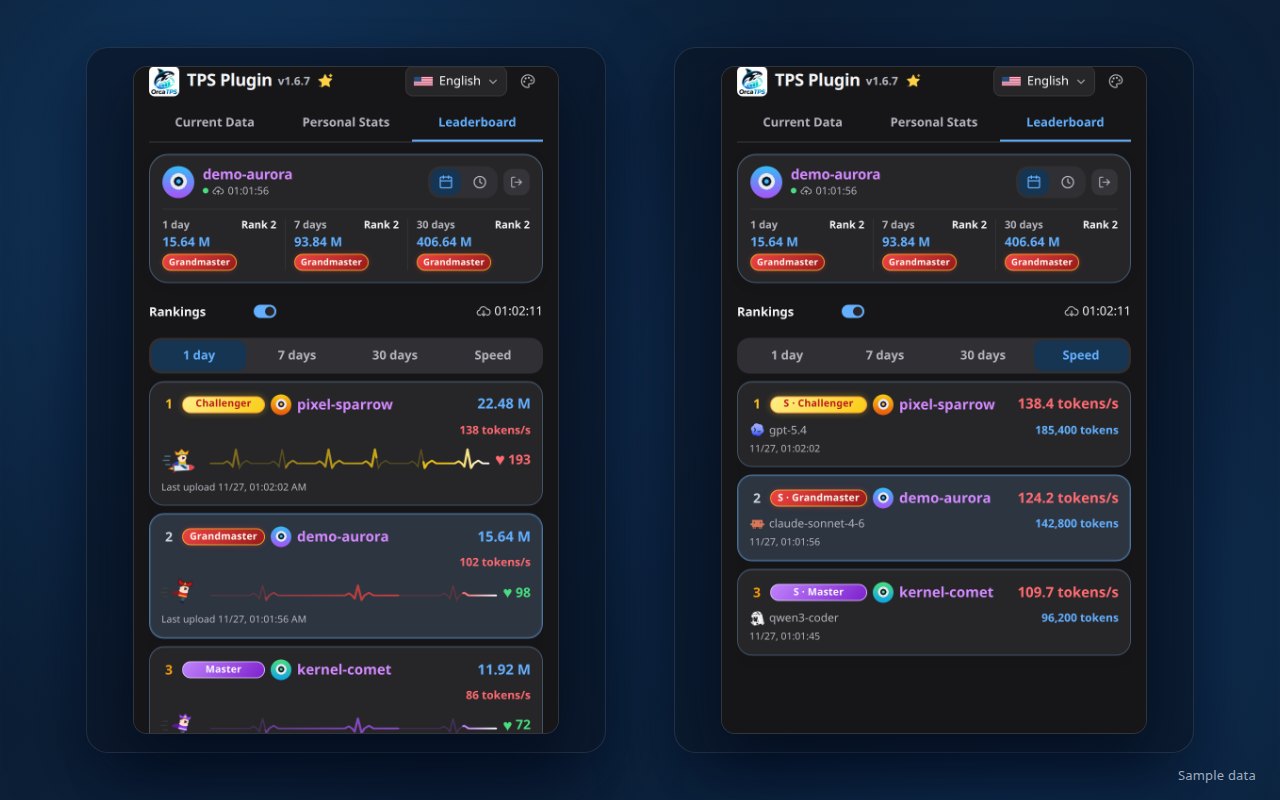 OrcaTPS
TPS Plugin v1.6.7
English
Current Data Personal Stats Leaderboard
demo-aurora
01:01:56
1 day Rank 2 7 days Rank 2 30 days Rank 2
15.64 M 93.84 M 406.64 M
Grandmaster Grandmaster Grandmaster
Rankings 01:02:11
1 day 7 days 30 days Speed
1 Challenger pixel-sparrow 22.48 M
138 tokens/s
193
Last upload 11/27, 01:02:02 AM
2 Grandmaster demo-aurora 15.64 M
102 tokens/s
98
Last upload 11/27, 01:01:56 AM
3 Master kernel-comet 11.92 M
86 tokens/s
72
OrcaTPS
TPS Plugin v1.6.7
English
Current Data Personal Stats Leaderboard
demo-aurora
01:01:56
1 day Rank 2 7 days Rank 2 30 days Rank 2
15.64 M 93.84 M 406.64 M
Grandmaster Grandmaster Grandmaster
Rankings 01:02:11
1 day 7 days 30 days Speed
1 S · Challenger pixel-sparrow 138.4 tokens/s
gpt-5.4 185,400 tokens
11/27, 01:02:02
2 S · Grandmaster demo-aurora 124.2 tokens/s
claude-sonnet-4-6 142,800 tokens
11/27, 01:01:56
3 S · Master kernel-comet 109.7 tokens/s
qwen3-coder 96,200 tokens
11/27, 01:01:45
Sample data